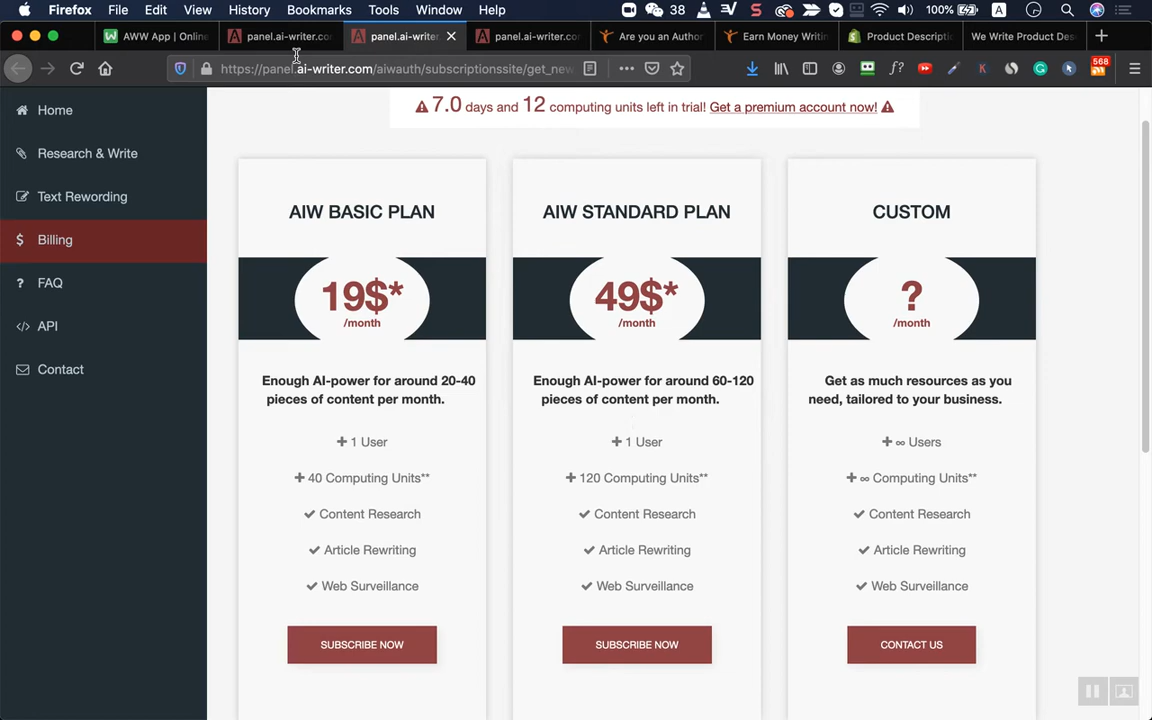 Firefox File Edit View History Bookmarks Tools Window Help 38 100% A
AWW App | Online panel.ai-writer.co panel.ai-writer panel.ai-writer.co Are you an Author Earn Money Writin Product Descripti We Write Product Des
https://panel.ai-writer.com/aiwauth/subscriptionssite/get_new 568
Home
Research & Write
Text Rewording
Billing
FAQ
API
Contact
7.0 days and 12 computing units left in trial! Get a premium account now!
AIW BASIC PLAN
19$*
/month
Enough AI-power for around 20-40
pieces of content per month.
1 User
40 Computing Units**
Content Research
Article Rewriting
Web Surveillance
SUBSCRIBE NOW
AIW STANDARD PLAN
49$*
/month
Enough AI-power for around 60-120
pieces of content per month.
1 User
120 Computing Units**
Content Research
Article Rewriting
Web Surveillance
SUBSCRIBE NOW
CUSTOM
?
/month
Get as much resources as you
need, tailored to your business.
∞ Users
∞ Computing Units**
Content Research
Article Rewriting
Web Surveillance
CONTACT US